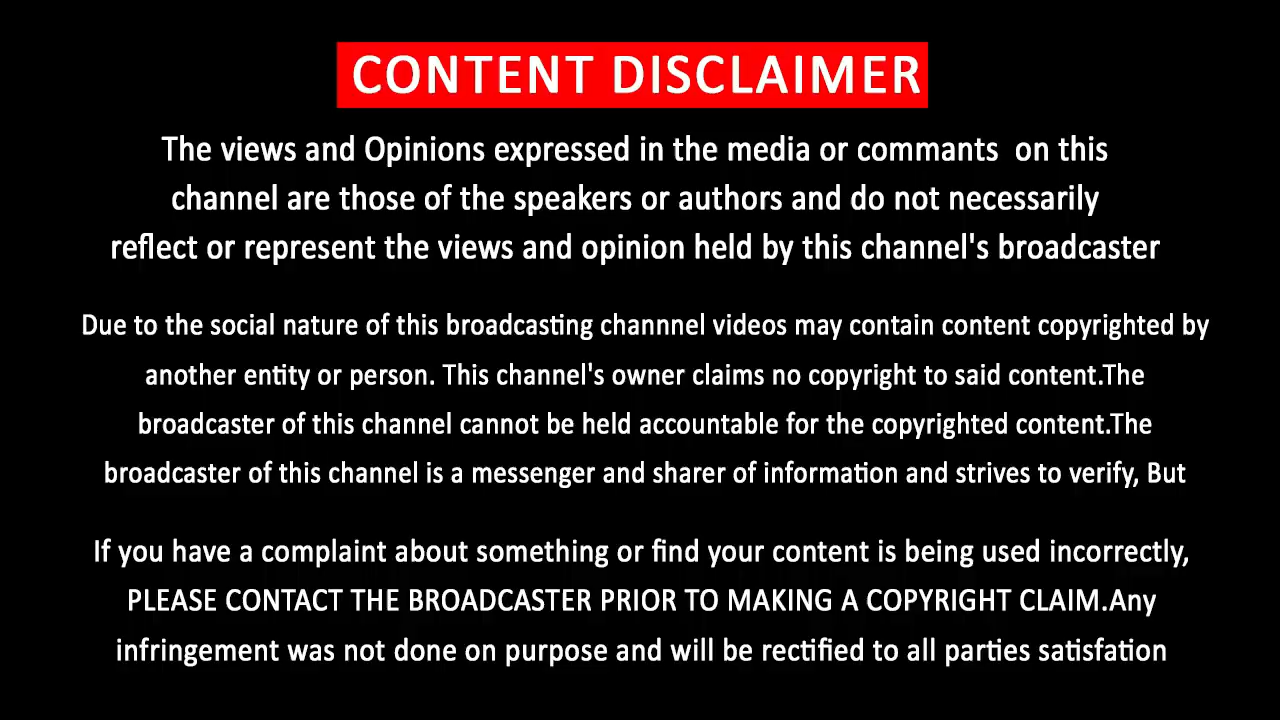 CONTENT DISCLAIMER
The views and Opinions expressed in the media or commants on this
channel are those of the speakers or authors and do not necessarily
reflect or represent the views and opinion held by this channel's broadcaster
Due to the social nature of this broadcasting channnel videos may contain content copyrighted by
another entity or person. This channel's owner claims no copyright to said content.The
broadcaster of this channel cannot be held accountable for the copyrighted content.The
broadcaster of this channel is a messenger and sharer of information and strives to verify, But
If you have a complaint about something or find your content is being used incorrectly,
PLEASE CONTACT THE BROADCASTER PRIOR TO MAKING A COPYRIGHT CLAIM.Any
infringement was not done on purpose and will be rectified to all parties satisfation